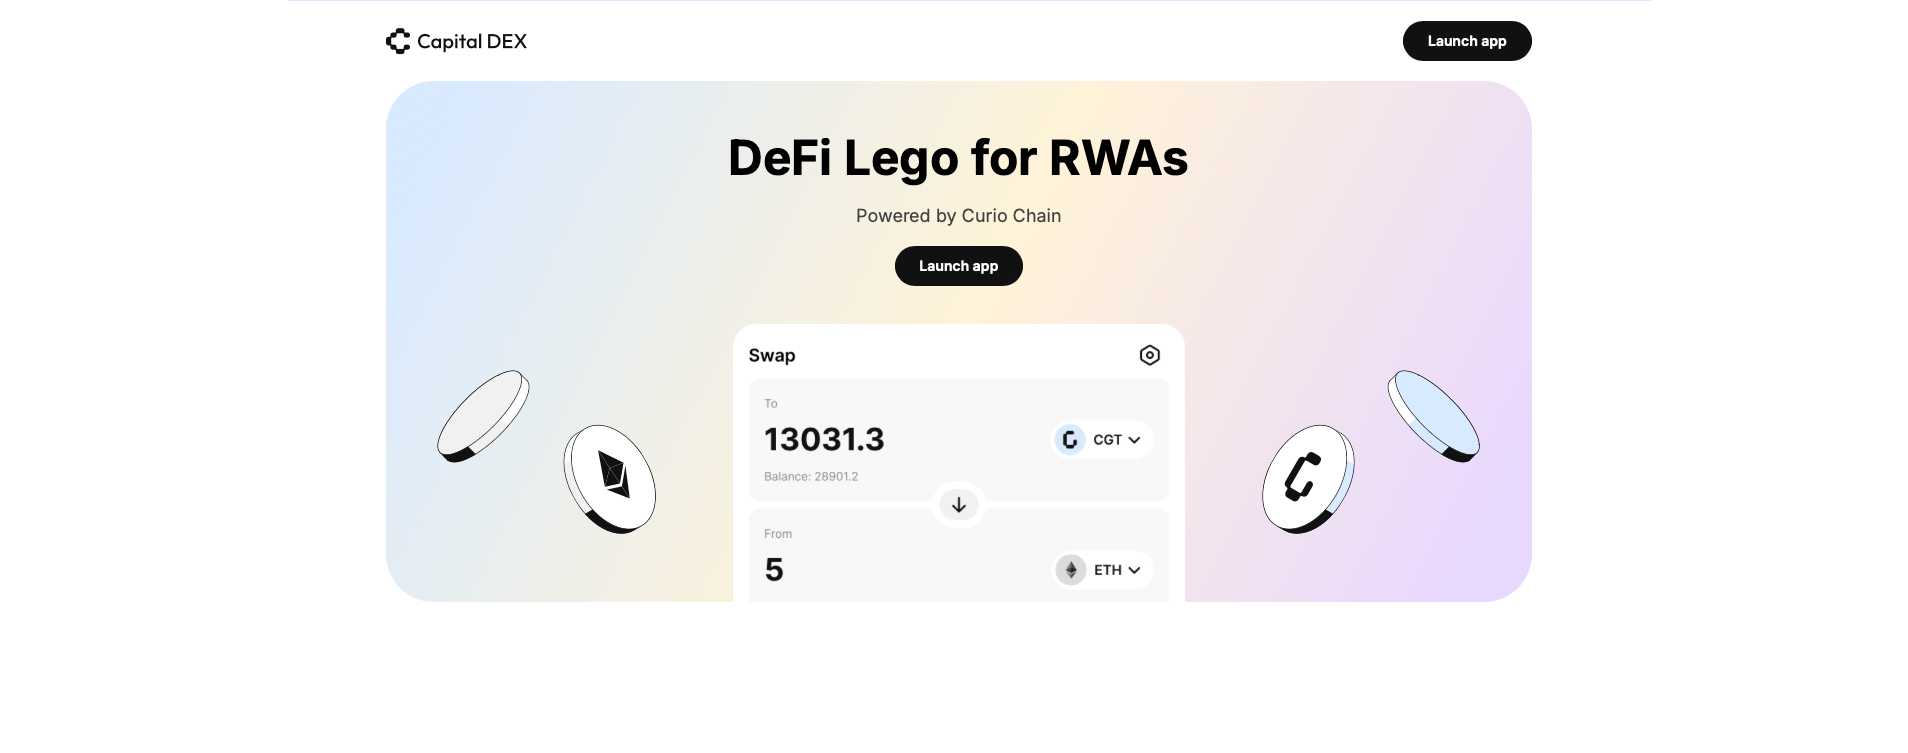 Capital DEX
Launch app
DeFi Lego for RWAs
Powered by Curio Chain
Launch app
Swap
To
13031.3
CGT
Balance: 28901.2
From
5
ETH